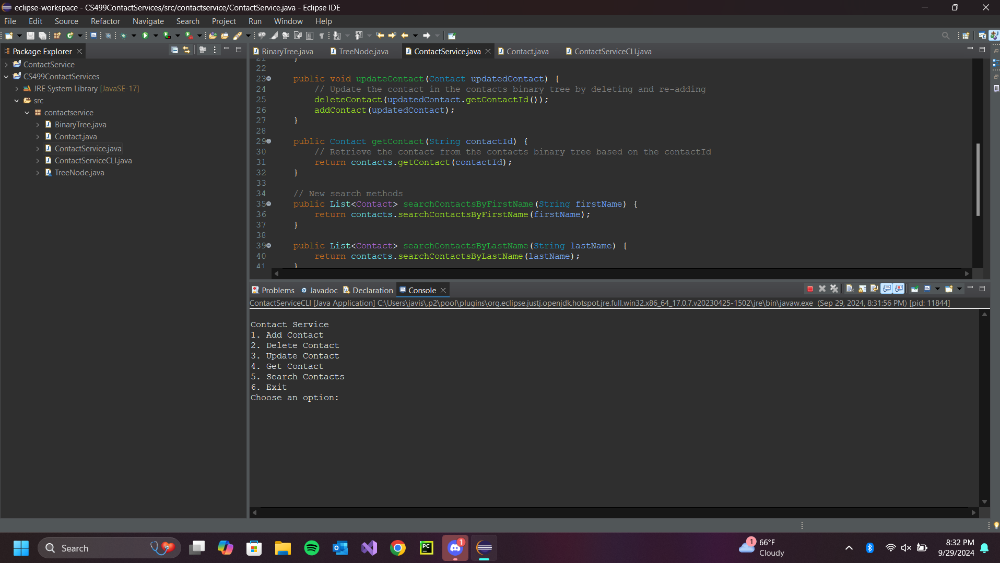 eclipse-workspace - CS499ContactServices/src/contactservice/ContactService.java - Eclipse IDE
File Edit Source Refactor Navigate Search Project Run Window Help
Package Explorer
ContactService
CS499ContactServices
JRE System Library [JavaSE-17]
src
contactservice
BinaryTree.java
Contact.java
ContactService.java
ContactServiceCLI.java
TreeNode.java
BinaryTree.java TreeNode.java ContactService.java Contact.java ContactServiceCLI.java
21 }
22
23 public void updateContact(Contact updatedContact) {
24 // Update the contact in the contacts binary tree by deleting and re-adding
25 deleteContact(updatedContact.getContactId());
26 addContact(updatedContact);
27 }
28
29 public Contact getContact(String contactId) {
30 // Retrieve the contact from the contacts binary tree based on the contactId
31 return contacts.getContact(contactId);
32 }
33
34 // New search methods
35 public List<Contact> searchContactsByFirstName(String firstName) {
36 return contacts.searchContactsByFirstName(firstName);
37 }
38
39 public List<Contact> searchContactsByLastName(String lastName) {
40 return contacts.searchContactsByLastName(lastName);
41 }
Problems Javadoc Declaration Console
ContactServiceCLI [Java Application] C:\Users\javis\.p2\pool\plugins\org.eclipse.justj.openjdk.hotspot.jre.full.win32.x86_64_17.0.7.v20230425-1502\jre\bin\javaw.exe (Sep 29, 2024, 8:31:56 PM) [pid: 11844]
Contact Service
1. Add Contact
2. Delete Contact
3. Update Contact
4. Get Contact
5. Search Contacts
6. Exit
Choose an option:
Search
PC
1
1
66°F
Cloudy
8:32 PM
9/29/2024